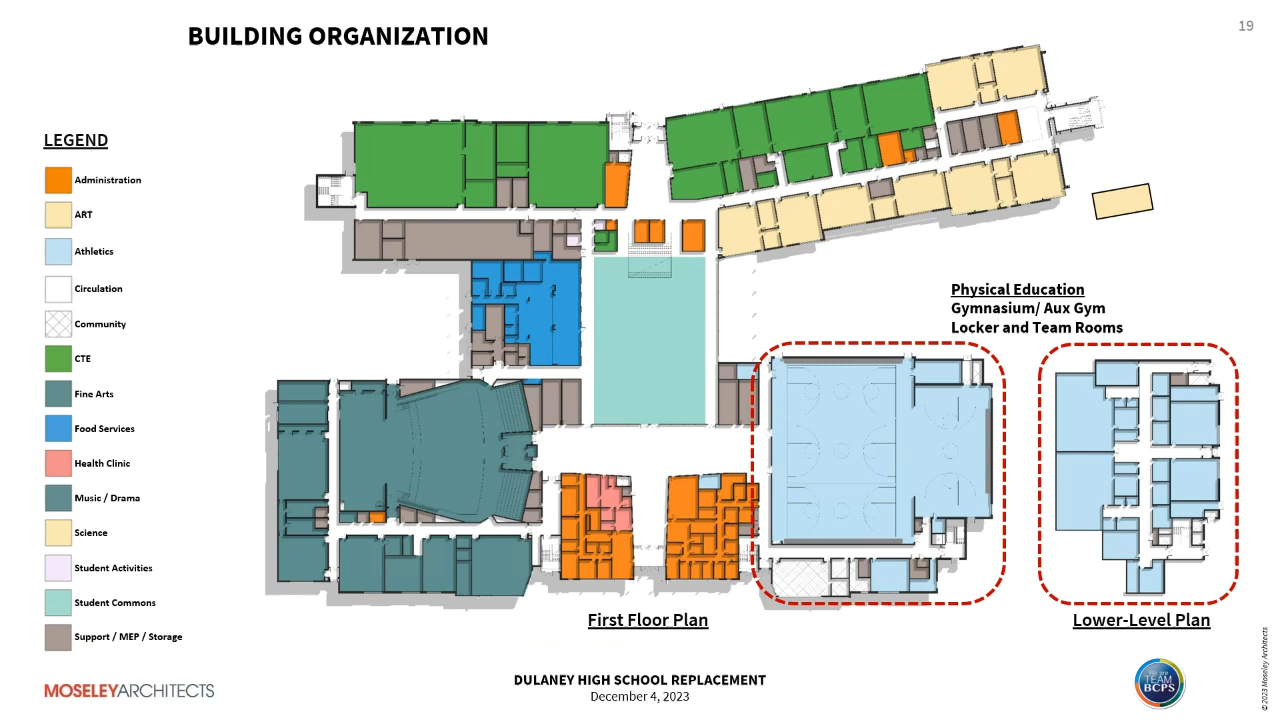 19
BUILDING ORGANIZATION
LEGEND
Administration
ART
Athletics
Circulation
Community
CTE
Fine Arts
Food Services
Health Clinic
Music / Drama
Science
Student Activities
Student Commons
Support / MEP / Storage
Physical Education
Gymnasium/ Aux Gym
Locker and Team Rooms
First Floor Plan
Lower-Level Plan
MOSELEYARCHITECTS
DULANEY HIGH SCHOOL REPLACEMENT
December 4, 2023
We are
TEAM
BCPS
© 2023 Moseley Architects